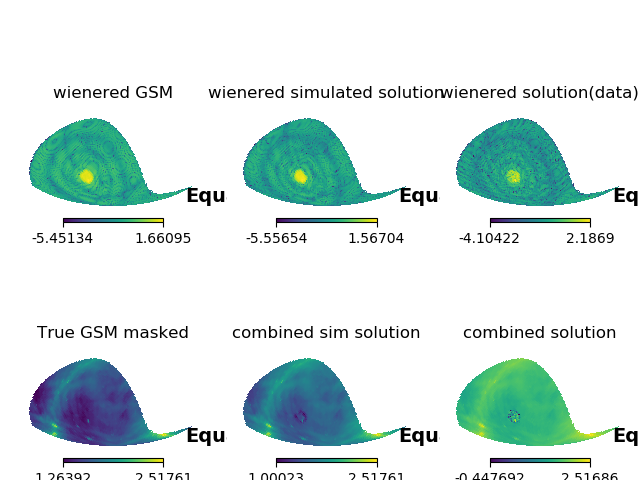 wienered GSM
wienered simulated solution
wienered solution(data)
Equ
Equ
Eq
-5.45134 1.66095
-5.55654 1.56704
-4.10422 2.1869
True GSM masked
combined sim solution
combined solution
Equ
Equ
Eq
1.26392 2.51761
1.00023 2.51761
-0.447692 2.51686